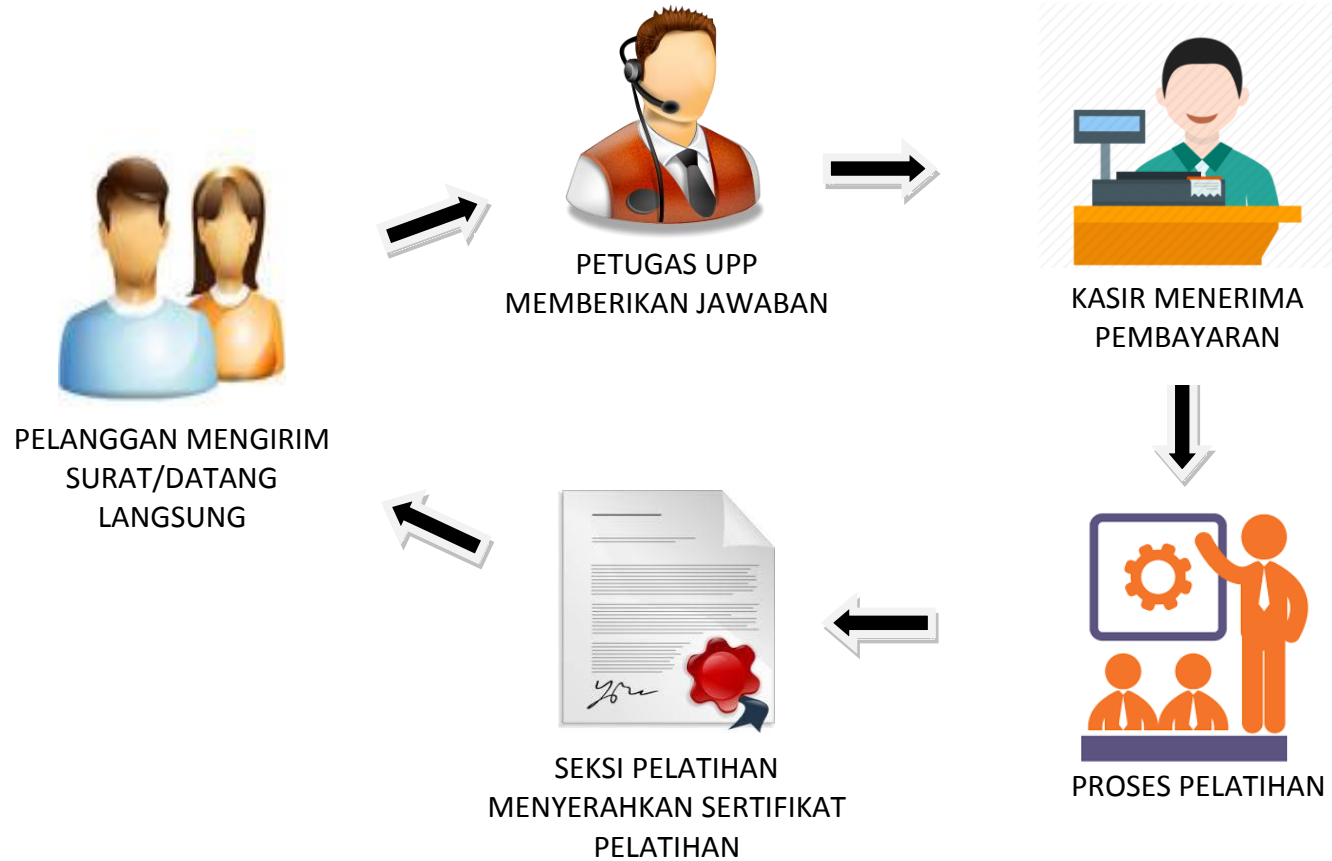 PELANGGAN MENGIRIM
SURAT/DATANG
LANGSUNG
PETUGAS UPP
MEMBERIKAN JAWABAN
KASIR MENERIMA
PEMBAYARAN
PROSES PELATIHAN
SEKSI PELATIHAN
MENYERAHKAN SERTIFIKAT
PELATIHAN